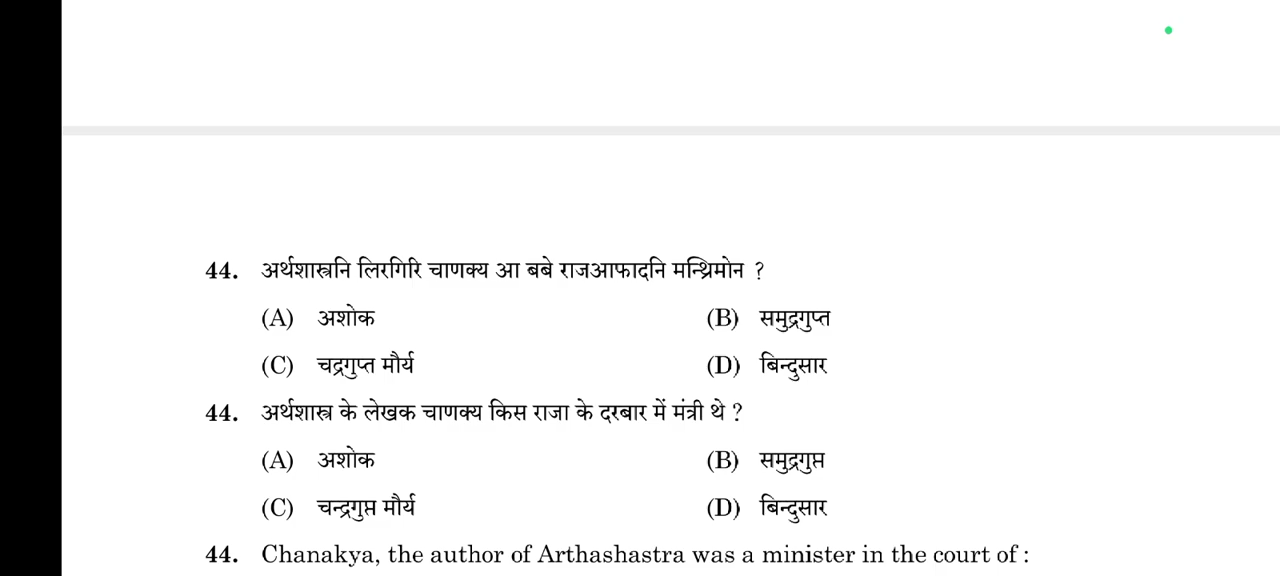 44. अर्थशास्त्रनि लिरगिरि चाणक्य आ बबे राजआफादनि मन्थ्रिमोन ?
(A) अशोक (B) समुद्रगुप्त
(C) चद्रगुप्त मौर्य (D) बिन्दुसार
44. अर्थशास्त्र के लेखक चाणक्य किस राजा के दरबार में मंत्री थे ?
(A) अशोक (B) समुद्रगुप्त
(C) चन्द्रगुप्त मौर्य (D) बिन्दुसार
44. Chanakya, the author of Arthashastra was a minister in the court of :